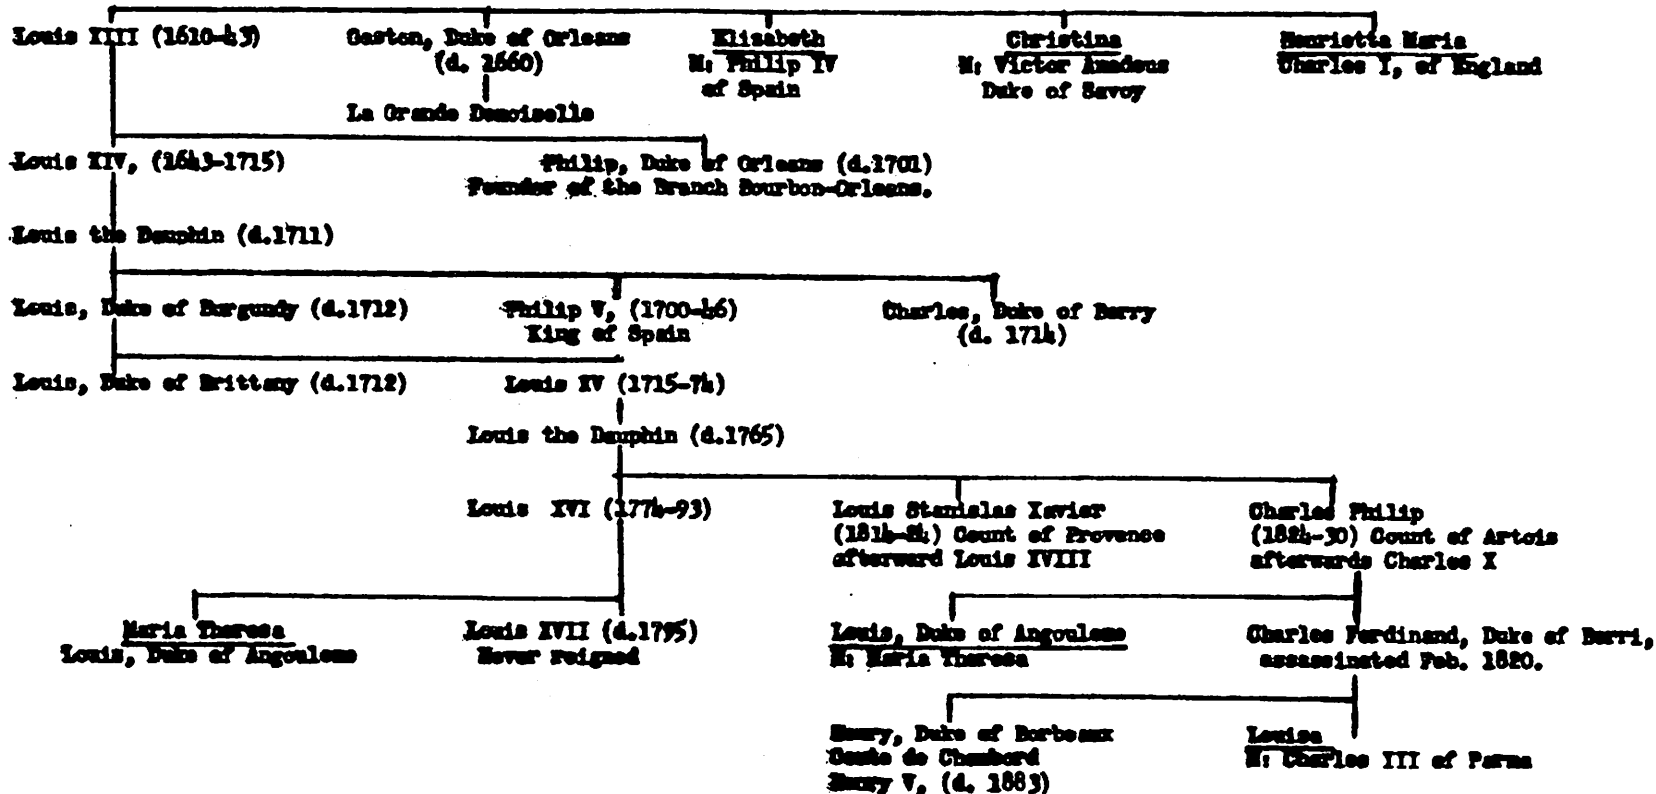 Louis XIII (1610-43)
Gaston, Duke of Orleans
(d. 1660)
La Grande Demoiselle
Elizabeth
M: Philip IV
of Spain
Christina
M: Victor Amadeus
Duke of Savoy
Henrietta Maria
Charles I, of England
Louis XIV, (1643-1715)
Philip, Duke of Orleans (d.1701)
Founder of the Branch Bourbon-Orleans.
Louis the Dauphin (d.1711)
Louis, Duke of Burgundy (d.1712)
Philip V, (1700-46)
King of Spain
Charles, Duke of Berry
(d. 1714)
Louis, Duke of Brittany (d.1712)
Louis XV (1715-74)
Louis the Dauphin (d.1765)
Louis XVI (1774-93)
Louis Stanislas Xavier
(1814-24) Count of Provence
afterward Louis XVIII
Charles Philip
(1824-30) Count of Artois
afterwards Charles X
Maria Theresa
Louis, Duke of Angouleme
Louis XVII (d.1795)
Never reigned
Louis, Duke of Angouleme
M: Maria Theresa
Charles Ferdinand, Duke of Berri,
assassinated Feb. 1820.
Henry, Duke of Borbeaux
Comte de Chambord
Henry V, (d. 1883)
Louisa
M: Charles III of Parma